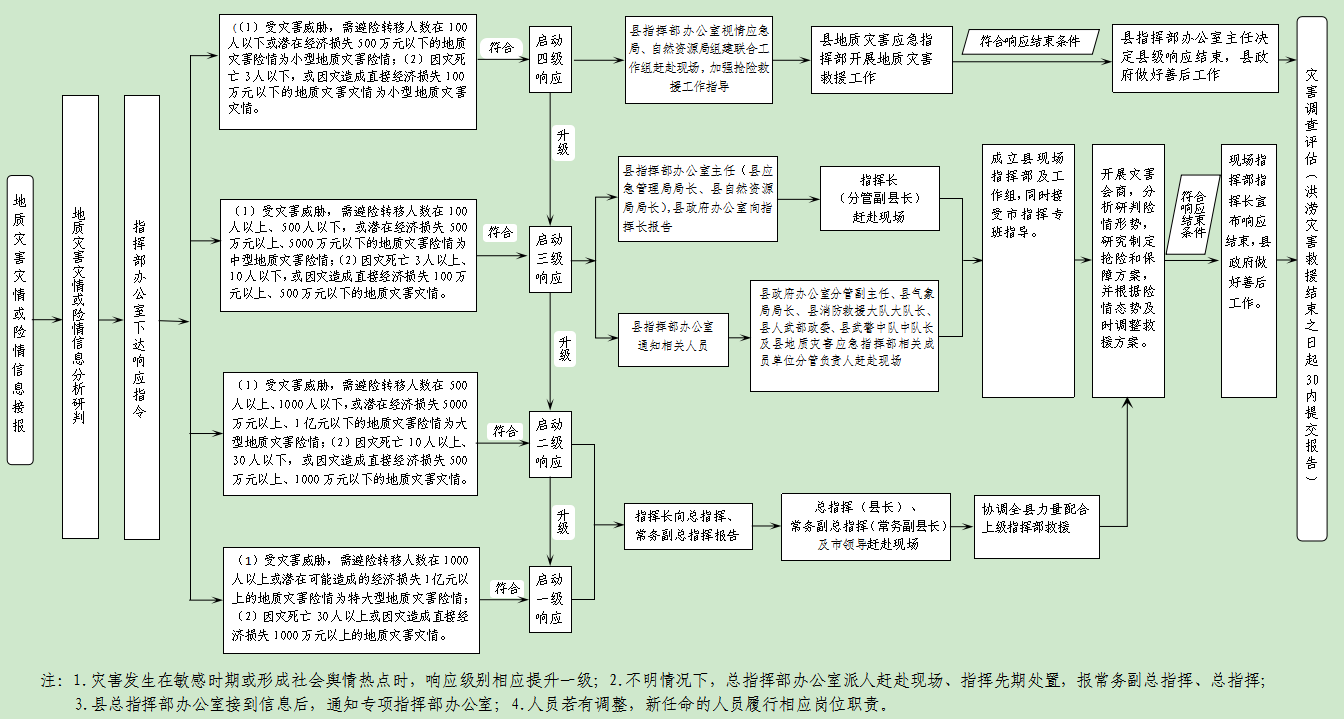 地质灾害灾情或险情信息接报
地质灾害灾情或险情信息分析研判
指挥部办公室下达响应指令
((1) 受灾害威胁，需避险转移人数在100
人以下或潜在经济损失500万元以下的地质
灾害险情为小型地质灾害险情；(2) 因灾死
亡3人以下，或因灾造成直接经济损失100
万元以下的地质灾害灾情为小型地质灾害
灾情。
符合
启动
四级
响应
县指挥部办公室视情应急
局、自然资源局组建联合工
作组赶赴现场，加强抢险救
援工作指导
县地质灾害应急指
挥部开展地质灾害
救援工作
符合响应结束条件
县指挥部办公室主任决
定县级响应结束，县政
府做好善后工作
升
级
(1) 受灾害威胁，需避险转移人数在100
人以上、500人以下，或潜在经济损失500
万元以上、5000万元以下的地质灾害险情为
中型地质灾害险情；(2) 因灾死亡3人以上、
10人以下，或因灾造成直接经济损失100万
元以上、500万元以下的地质灾害灾情。
符合
启动
三级
响应
县指挥部办公室主任（县应
急管理局局长、县自然资源
局局长），县政府办公室向指
挥长报告
指挥长
（分管副县长）
赶赴现场
县指挥部办公室
通知相关人员
县政府办公室分管副主任、县气象
局局长、县消防救援大队大队长、
县人武部政委、县武警中队中队长
及县地质灾害应急指挥部相关成
员单位分管负责人赶赴现场
成立县现场
指挥部及工
作组，同时接
受市指挥专
班指导。
开展灾害
会商，分
析研判险
情形势，
研究制定
抢险和保
障方案，
并根据险
情态势及
时调整救
援方案。
符合
响应
结束
条件
现场指
挥部指
挥长宣
布响应
结束，县
政府做
好善后
工作。
升
级
(1) 受灾害威胁，需避险转移人数在500
人以上、1000人以下，或潜在经济损失5000
万元以上、1亿元以下的地质灾害险情为大
型地质灾害险情；(2) 因灾死亡10人以上、
30人以下，或因灾造成直接经济损失500
万元以上、1000万元以下的地质灾害灾情。
符合
启动
二级
响应
升
级
指挥长向总指挥、
常务副总指挥报告
总指挥（县长）、
常务副总指挥（常务副县长）
及市领导赶赴现场
协调全县力量配合
上级指挥部救援
(1) 受灾害威胁，需避险转移人数在1000
人以上或潜在可能造成的经济损失1亿元以
上的地质灾害险情为特大型地质灾害险情；
(2) 因灾死亡30人以上或因灾造成直接经
济损失1000万元以上的地质灾害灾情。
符合
启动
一级
响应
灾害调查评估（洪涝灾害救援结束之日起30内提交报告）
注：1.灾害发生在敏感时期或形成社会舆情热点时，响应级别相应提升一级；2.不明情况下，总指挥部办公室派人赶赴现场、指挥先期处置，报常务副总指挥、总指挥；
3.县总指挥部办公室接到信息后，通知专项指挥部办公室；4.人员若有调整，新任命的人员履行相应岗位职责。